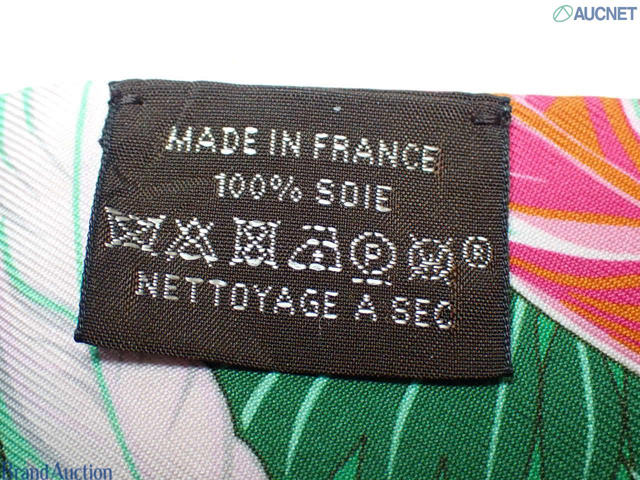 AUCNET
MADE IN FRANCE
100% SOIE
P ®
NETTOYAGE A SEC
Brand Auction